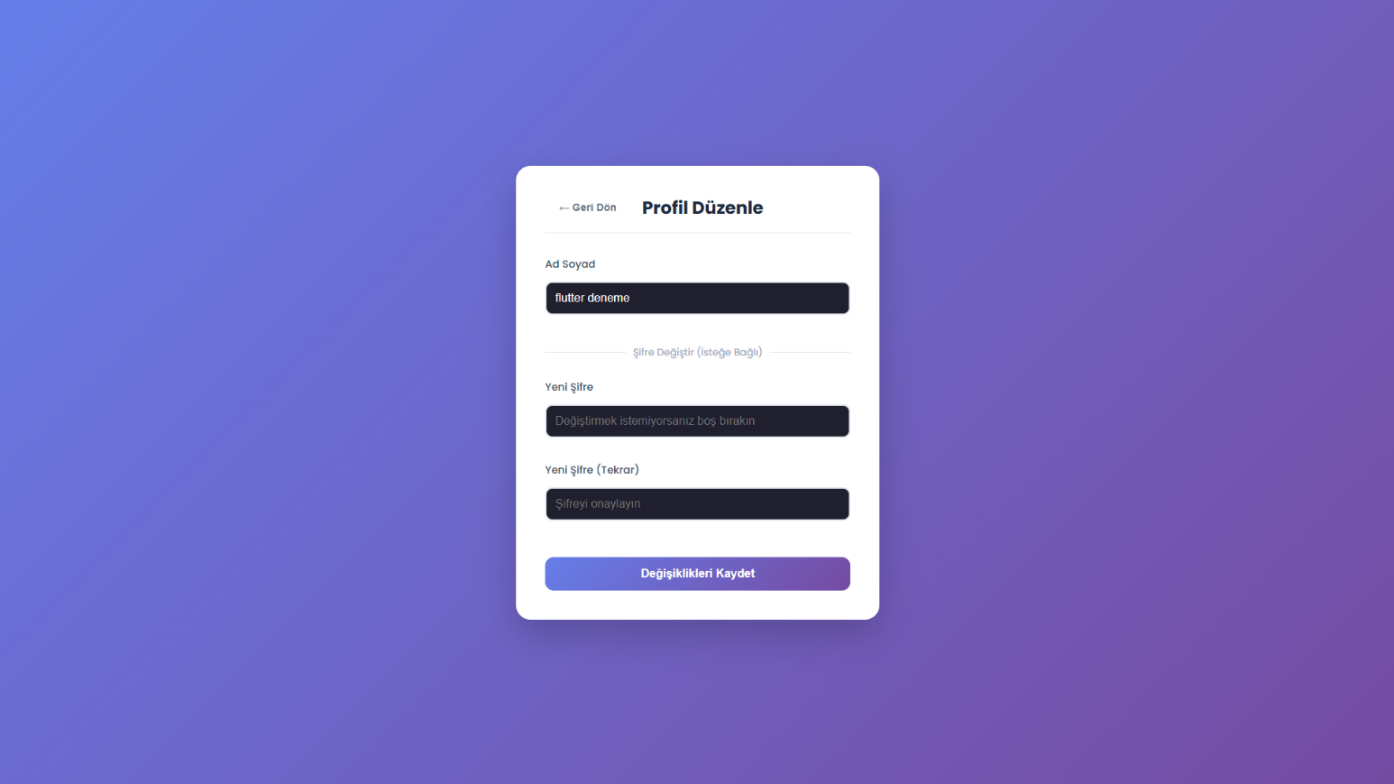 ← Geri Dön
Profil Düzenle
Ad Soyad
flutter deneme
Şifre Değiştir (İsteğe Bağlı)
Yeni Şifre
Değiştirmek istemiyorsanız boş bırakın
Yeni Şifre (Tekrar)
Şifreyi onaylayın
Değişiklikleri Kaydet